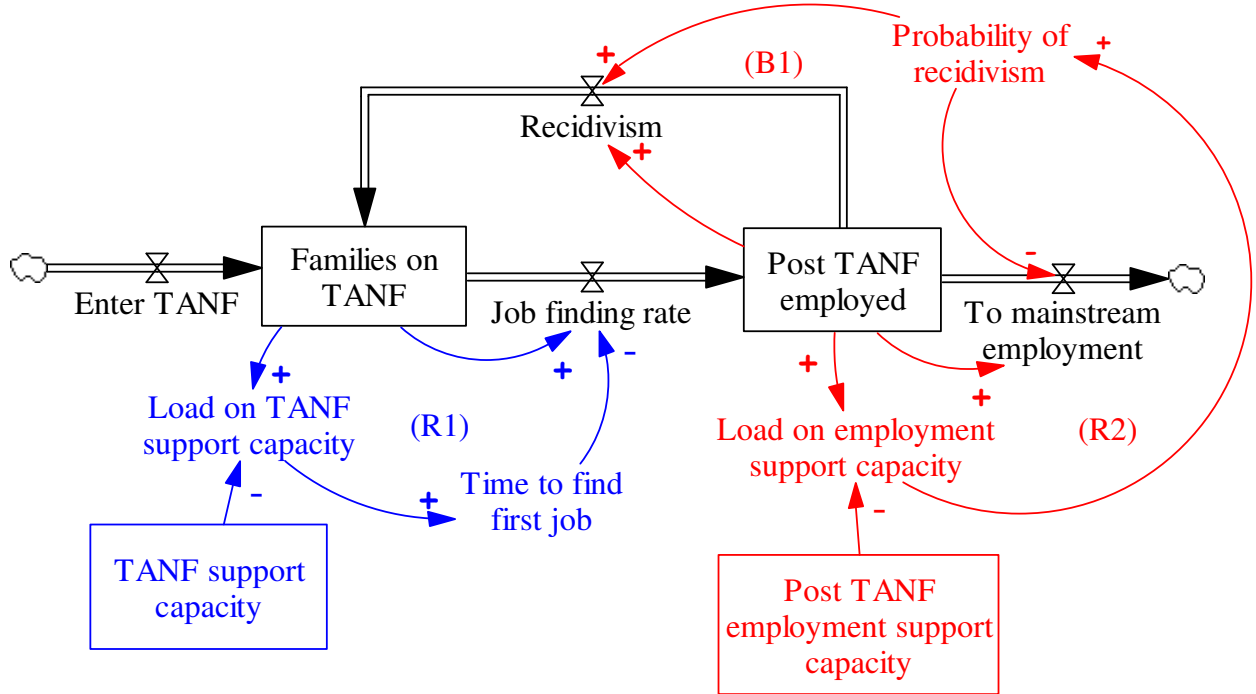 Probability of
recidivism
+
+
(B1)
Recidivism
+
Families on
TANF
Post TANF
employed
-
Enter TANF
Job finding rate
To mainstream
employment
+
-
+
+
+
Load on TANF
support capacity
(R1)
Load on employment
support capacity
(R2)
-
+
Time to find
first job
-
TANF support
capacity
Post TANF
employment support
capacity